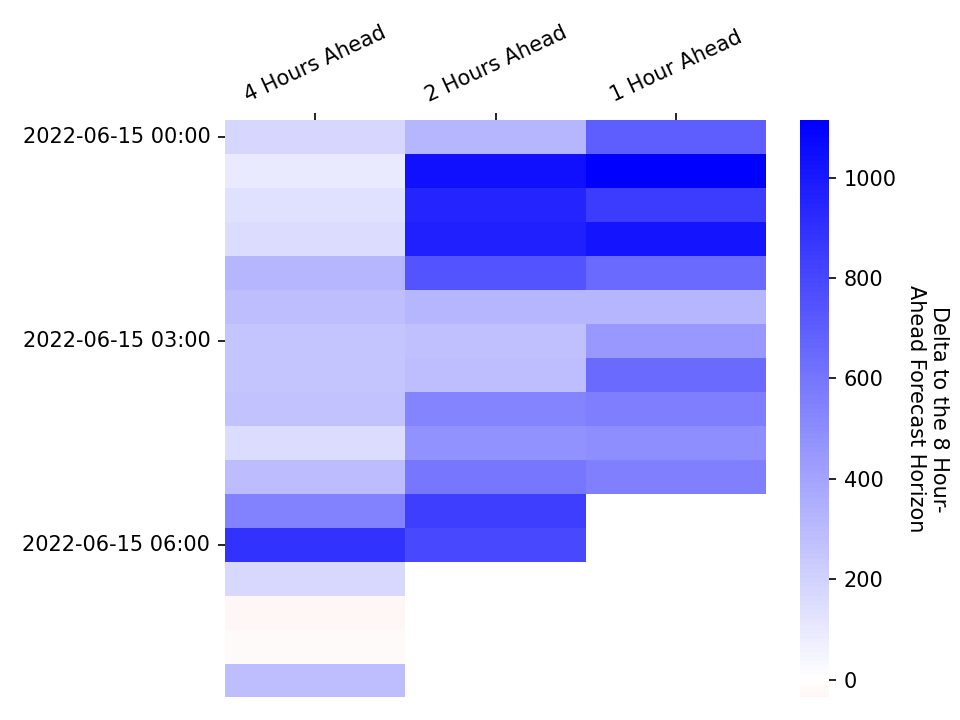 4 Hours Ahead
2 Hours Ahead
1 Hour Ahead
2022-06-15 00:00
2022-06-15 03:00
2022-06-15 06:00
1000
800
600
400
200
0
Delta to the 8 Hour-
Ahead Forecast Horizon